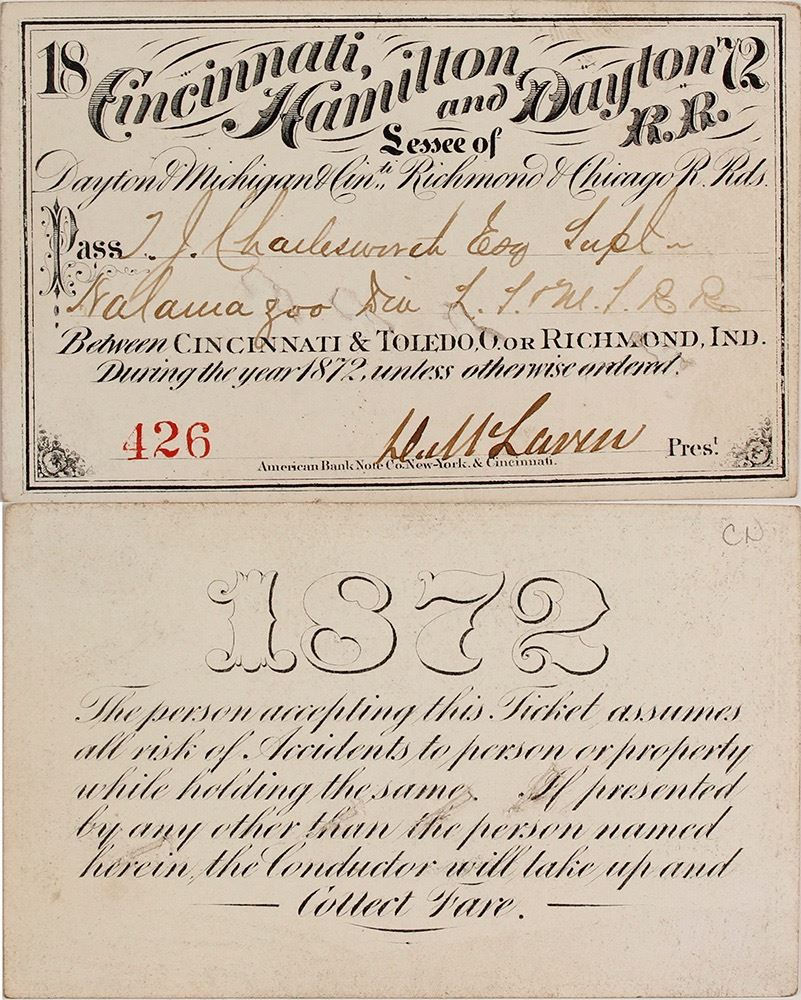 18 Cincinnati, Hamilton and Dayton R.R. 72
Lessee of
Dayton & Michigan & Cin.ti, Richmond & Chicago R. Rds.
Pass T. J. Charlesworth Esq Supt
Kalamazoo Div L. S. & M. S. R R
Between CINCINNATI & TOLEDO, O. OR RICHMOND, IND.
During the year 1872, unless otherwise ordered.
426
D. McLaren Pres.t
American Bank Note Co. New-York. & Cincinnati.
CN
1872
The person accepting this Ticket assumes
all risk of Accidents to person or property
while holding the same. If presented
by any other than the person named
herein, the Conductor will take up and
Collect Fare.